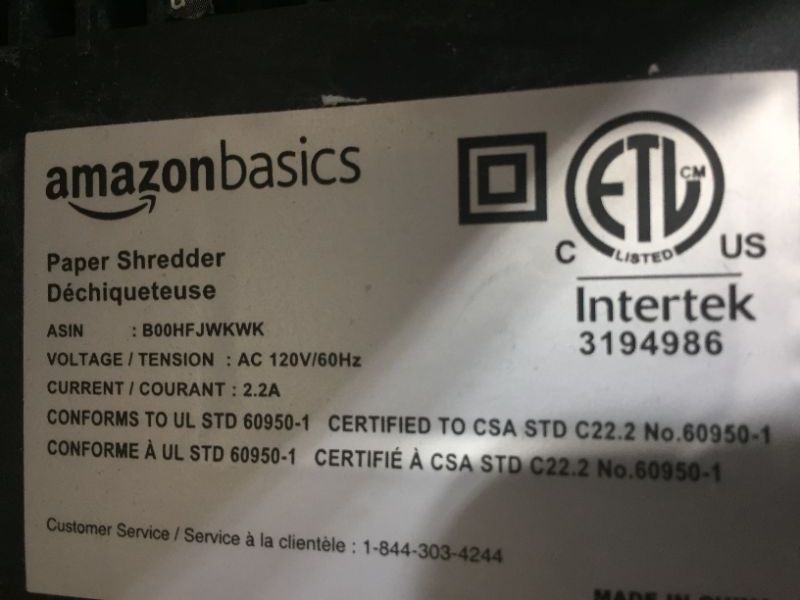 amazonbasics
Paper Shredder
Déchiqueteuse
ASIN : B00HFJWKWK
VOLTAGE / TENSION : AC 120V/60Hz
CURRENT / COURANT : 2.2A
CONFORMS TO UL STD 60950-1 CERTIFIED TO CSA STD C22.2 No.60950-1
CONFORME À UL STD 60950-1 CERTIFIÉ À CSA STD C22.2 No.60950-1
Customer Service / Service à la clientèle : 1-844-303-4244
ETL CM
LISTED
C US
Intertek
3194986
MADE IN